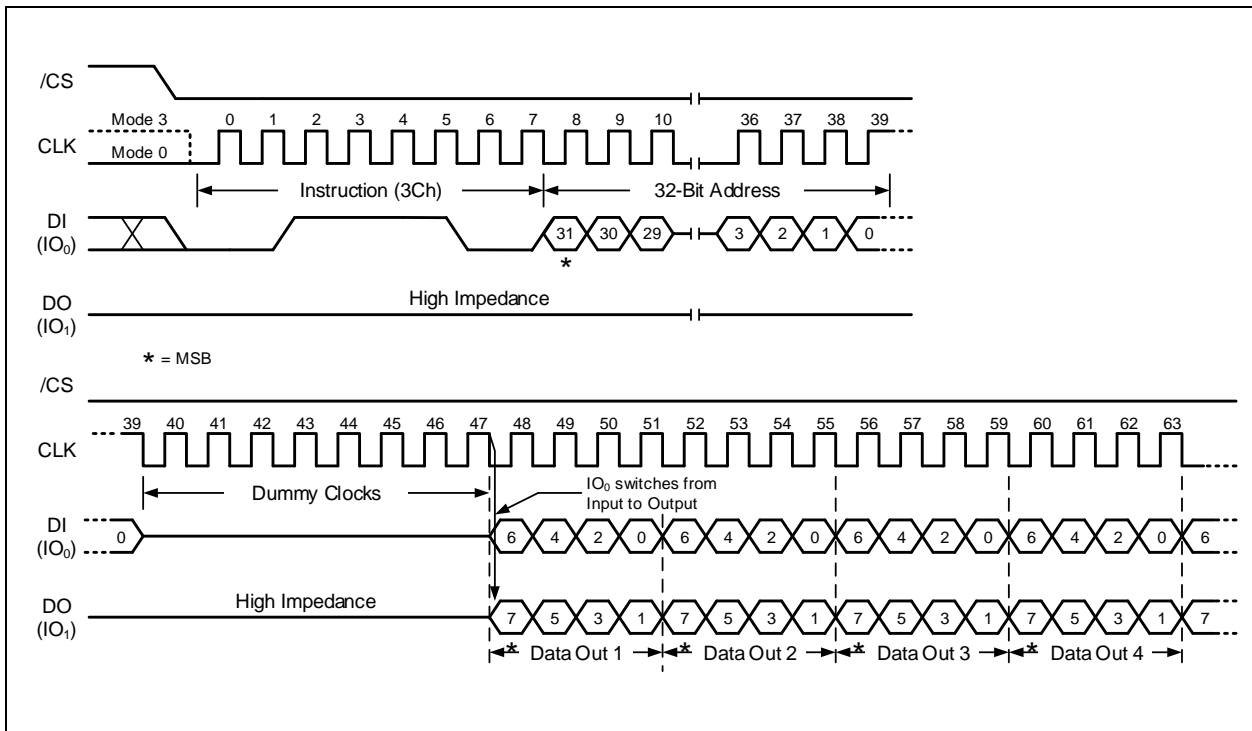 /CS
Mode 3
0 1 2 3 4 5 6 7 8 9 10 36 37 38 39
CLK
Mode 0
Instruction (3Ch) 32-Bit Address
DI
(IO₀)
31 30 29 3 2 1 0
*
High Impedance
DO
(IO₁)
* = MSB
/CS
39 40 41 42 43 44 45 46 47 48 49 50 51 52 53 54 55 56 57 58 59 60 61 62 63
CLK
Dummy Clocks
IO₀ switches from
Input to Output
DI
(IO₀)
0 6 4 2 0 6 4 2 0 6 4 2 0 6 4 2 0 6
High Impedance
DO
(IO₁)
7 5 3 1 7 5 3 1 7 5 3 1 7 5 3 1 7
* Data Out 1 * Data Out 2 * Data Out 3 * Data Out 4